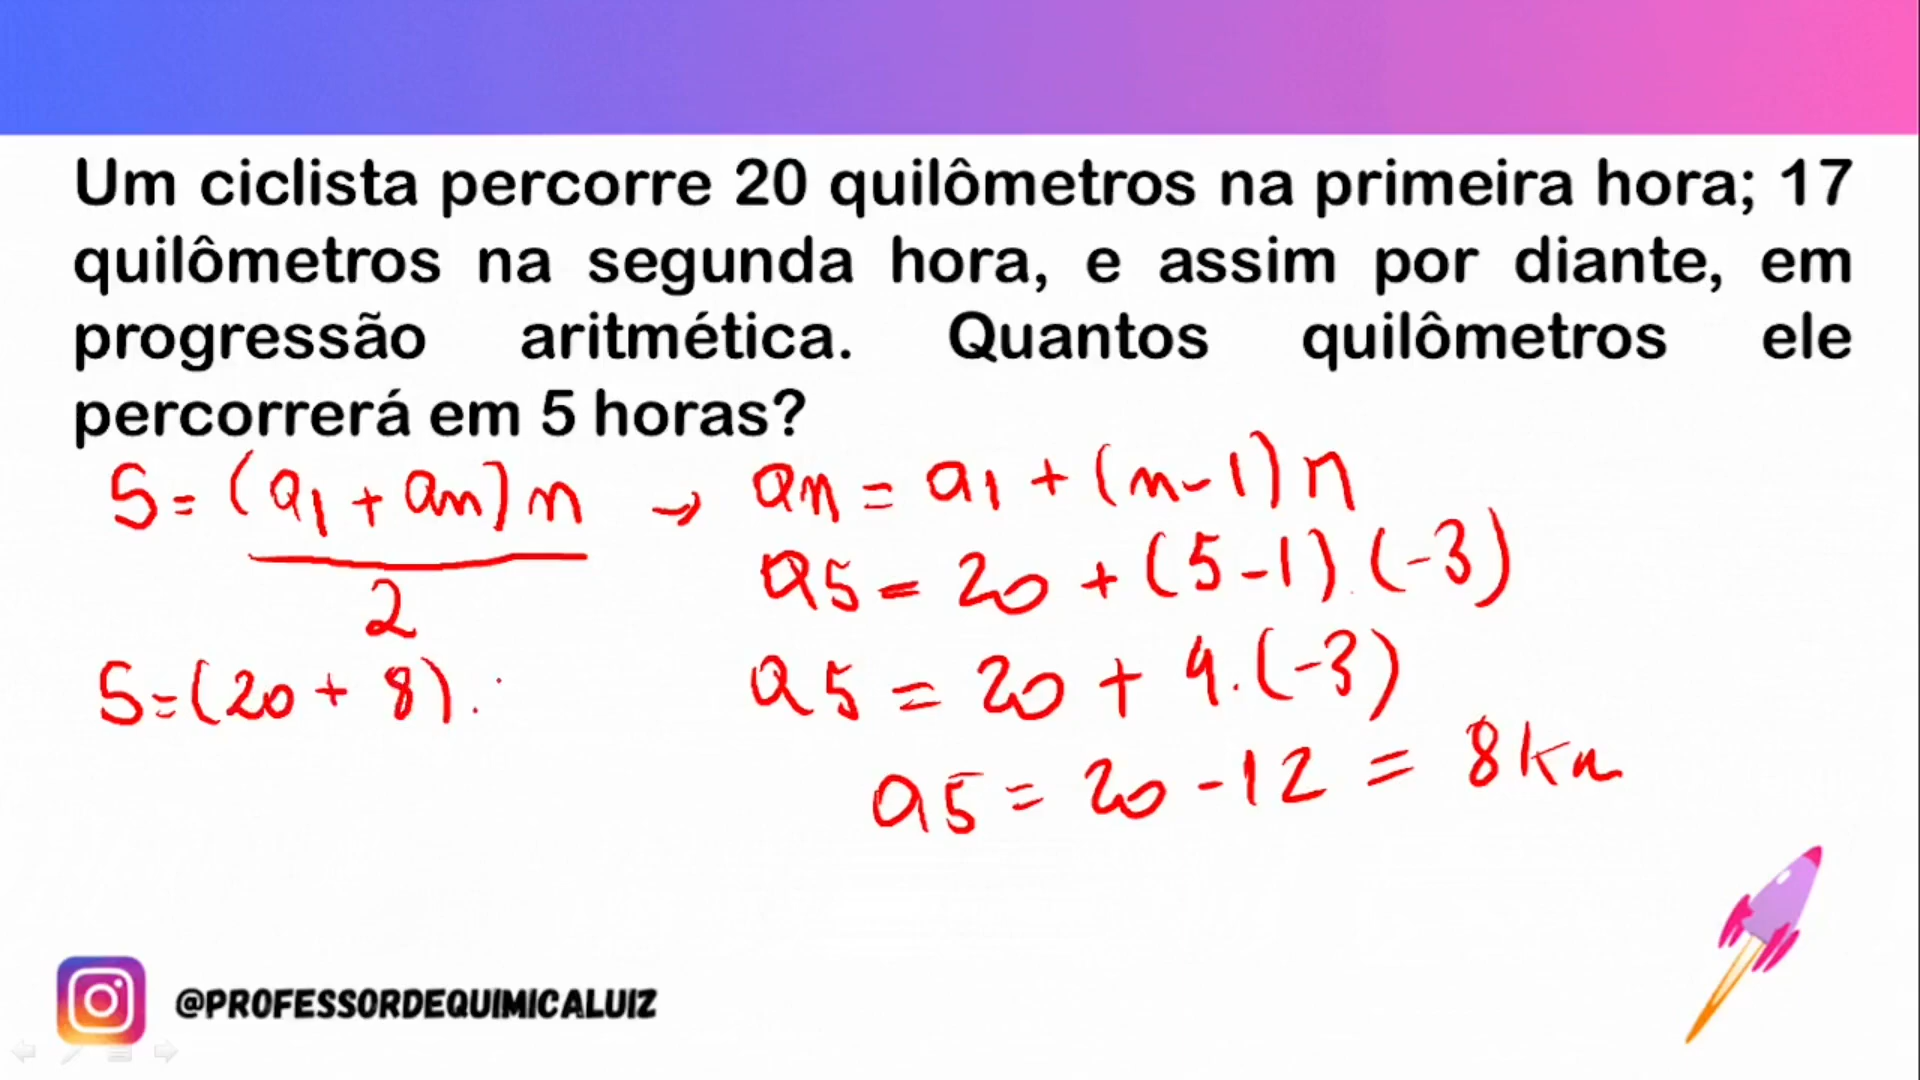 Um ciclista percorre 20 quilômetros na primeira hora; 17
quilômetros na segunda hora, e assim por diante, em
progressão aritmética. Quantos quilômetros ele
percorrerá em 5 horas?
S = (a1 + an) n → an = a1 + (n-1) r
2
a5 = 20 + (5-1).(-3)
a5 = 20 + 4.(-3)
S = (20 + 8).
a5 = 20 - 12 = 8 km
@PROFESSORDEQUIMICALUIZ